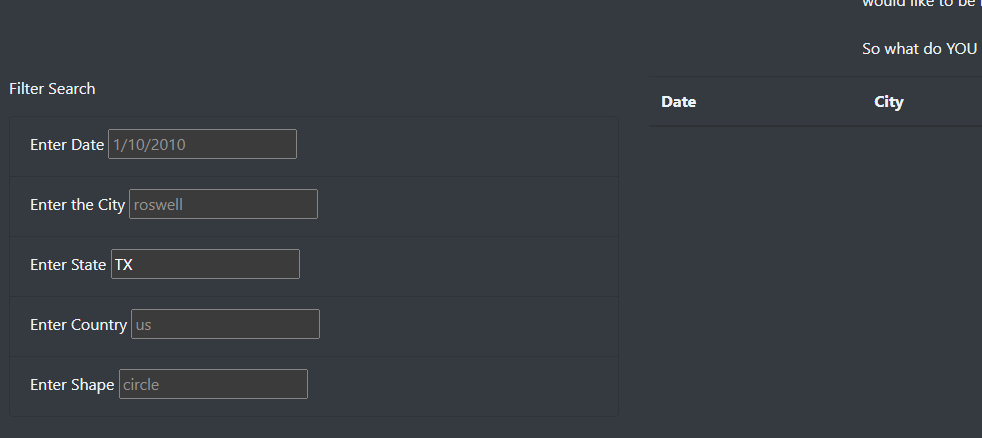 would like to be
So what do YOU
Filter Search
Date City
Enter Date 1/10/2010
Enter the City roswell
Enter State TX
Enter Country us
Enter Shape circle